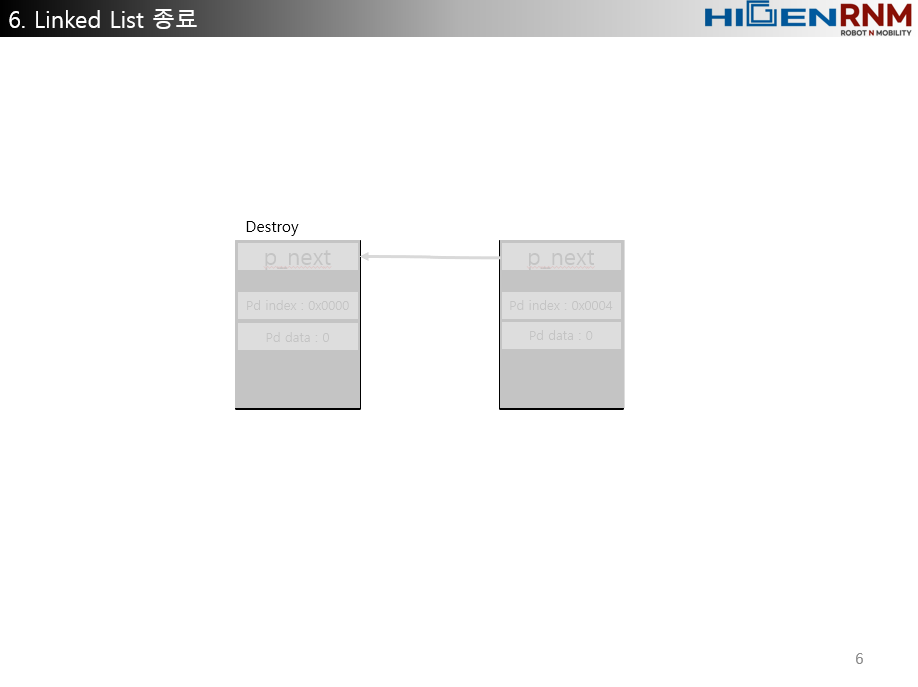 6. Linked List 종료
HIGENRNM
ROBOT N MOBILITY
Destroy
p_next
p_next
Pd index : 0x0000
Pd index : 0x0004
Pd data : 0
Pd data : 0
6